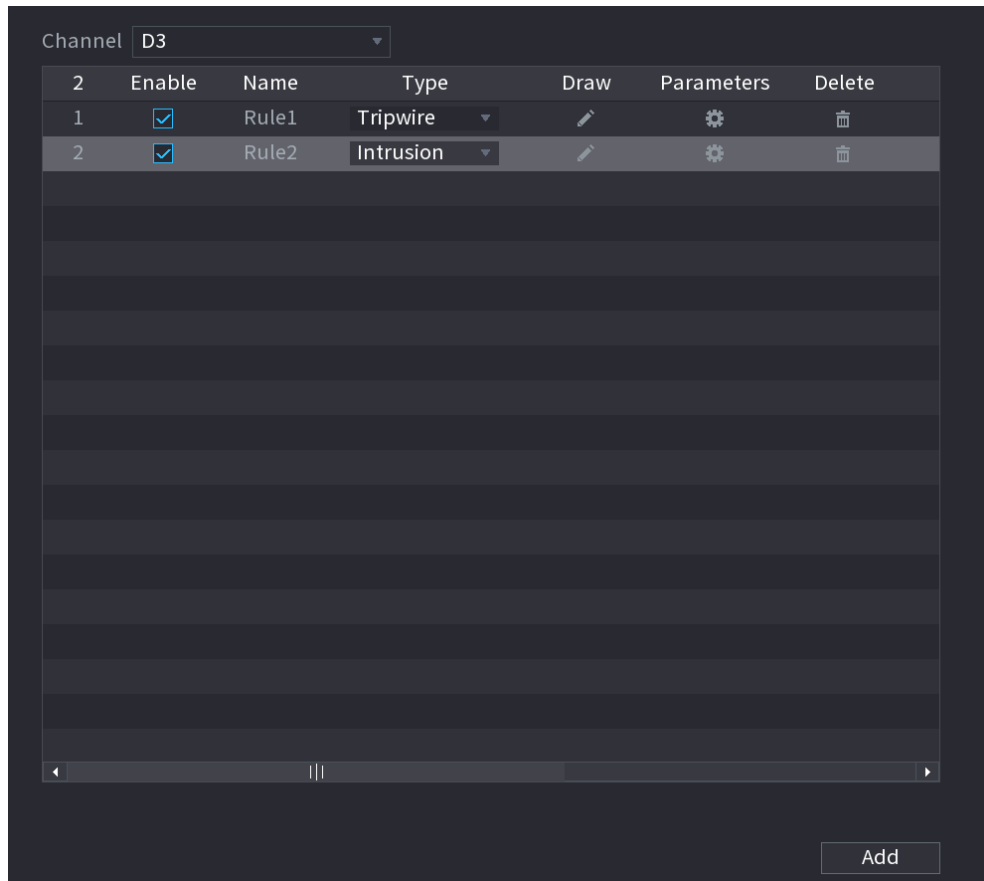 Channel D3
2 Enable Name Type Draw Parameters Delete
1 Rule1 Tripwire
2 Rule2 Intrusion
Add